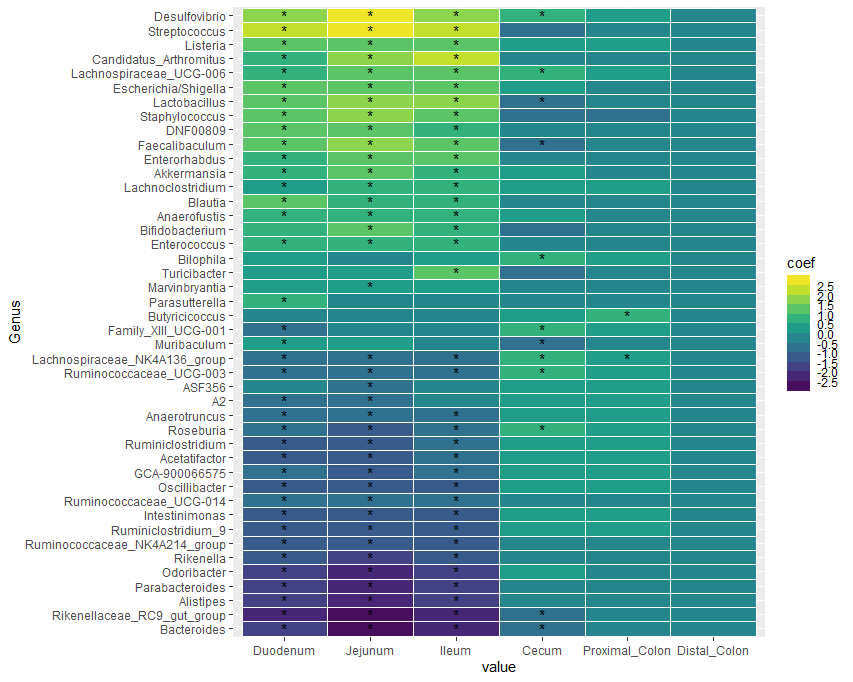 Desulfovibrio * * * *
Streptococcus * * *
Listeria * * *
Candidatus_Arthromitus * * *
Lachnospiraceae_UCG-006 * * * *
Escherichia/Shigella * * *
Lactobacillus * * * *
Staphylococcus * * *
DNF00809 * * *
Faecalibaculum * * * *
Enterorhabdus * * *
Akkermansia * * *
Lachnoclostridium * * *
Blautia * * *
Anaerofustis * * *
Bifidobacterium * *
Enterococcus * * *
Bilophila *
Turicibacter *
Marvinbryantia *
Parasutterella *
Butyricicoccus *
Family_XIII_UCG-001 * *
Muribaculum * *
Lachnospiraceae_NK4A136_group * * * * *
Ruminococcaceae_UCG-003 * * * *
ASF356 *
A2 * *
Anaerotruncus * * *
Roseburia * * * *
Ruminiclostridium * * *
Acetatifactor * * *
GCA-900066575 * * *
Oscillibacter * * *
Ruminococcaceae_UCG-014 * * *
Intestinimonas * * *
Ruminiclostridium_9 * * *
Ruminococcaceae_NK4A214_group * * *
Rikenella * * *
Odoribacter * * *
Parabacteroides * * *
Alistipes * * *
Rikenellaceae_RC9_gut_group * * * *
Bacteroides * * * *
Genus
Duodenum Jejunum Ileum Cecum Proximal_Colon Distal_Colon
value
coef
2.5
2.0
1.5
1.0
0.5
-0.5
-1.0
-1.5
-2.0
-2.5